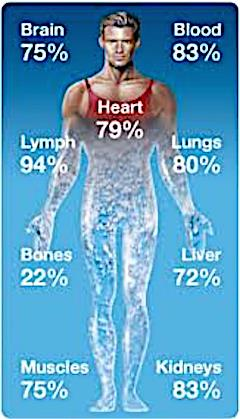 Brain
75%
Blood
83%
Heart
79%
Lymph
94%
Lungs
80%
Bones
22%
Liver
72%
Muscles
75%
Kidneys
83%